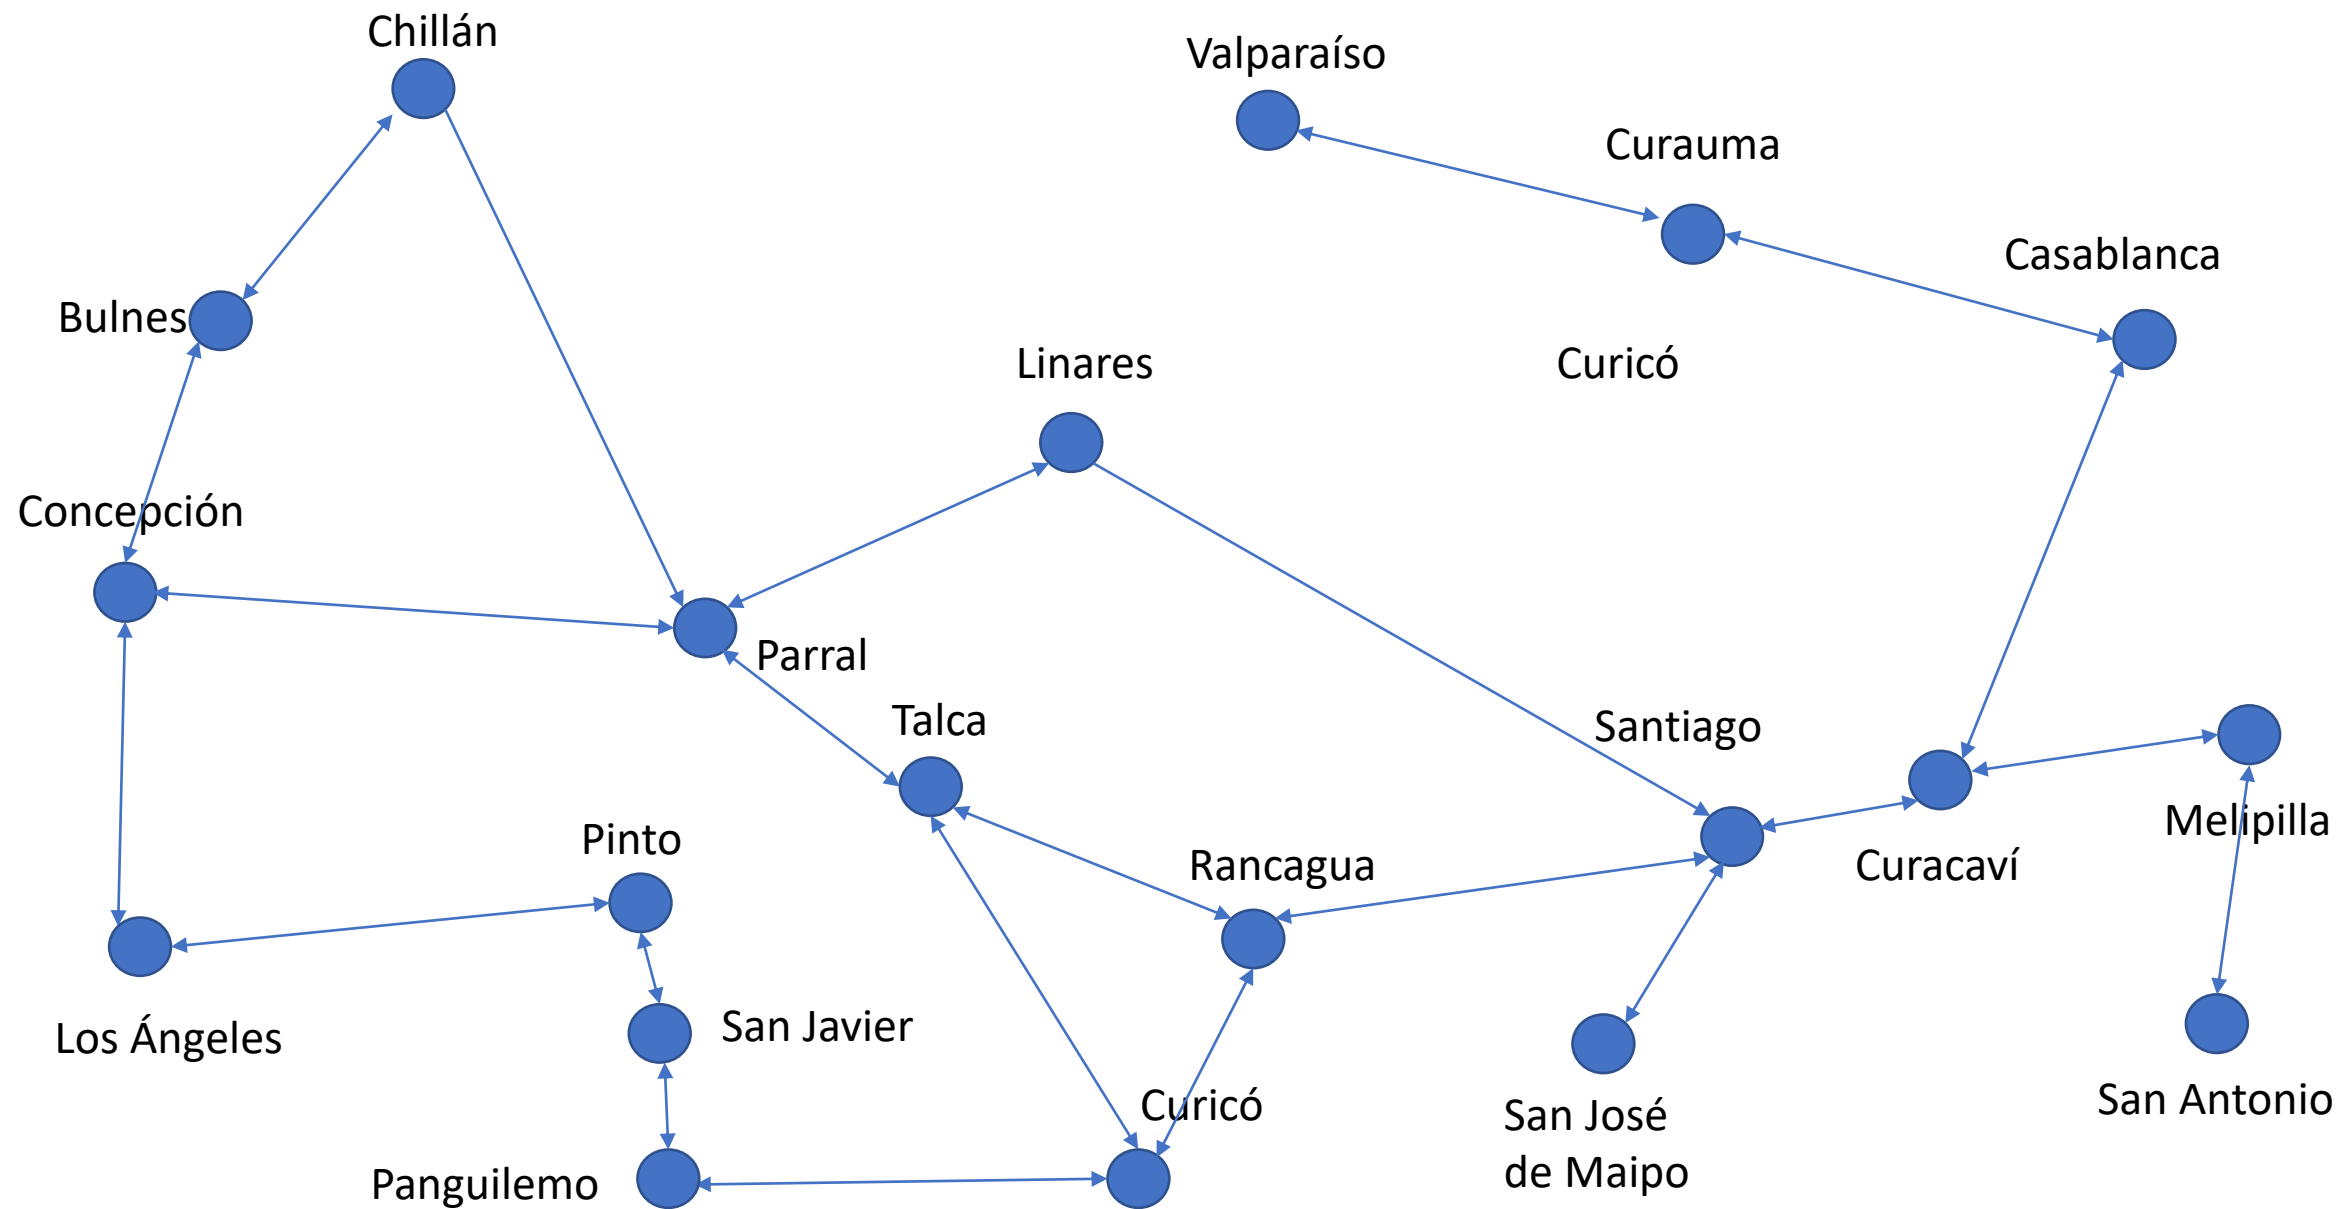 Chillán
Valparaíso
Curauma
Casablanca
Bulnes
Linares
Curicó
Concepción
Parral
Talca
Santiago
Melipilla
Pinto
Rancagua
Curacaví
San Javier
Los Ángeles
Curicó
San José
de Maipo
San Antonio
Panguilemo